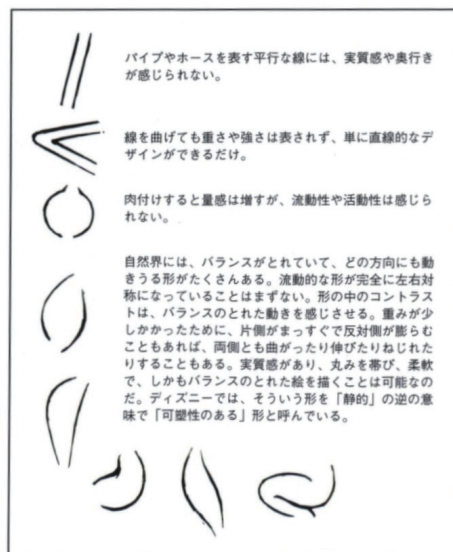 パイプやホースを表す平行な線には、実質感や奥行き
が感じられない。
線を曲げても重さや強さは表されず、単に直線的なデ
ザインができるだけ。
肉付けすると量感は増すが、流動性や活動性は感じら
れない。
自然界には、バランスがとれていて、どの方向にも動
きうる形がたくさんある。流動的な形が完全に左右対
称になっていることはまずない。形の中のコントラス
トは、バランスのとれた動きを感じさせる。重みが少
しかかったために、片側がまっすぐで反対側が膨らむ
こともあれば、両側とも曲がったり伸びたりねじれた
りすることもある。実質感があり、丸みを帯び、柔軟
で、しかもバランスのとれた絵を描くことは可能なの
だ。ディズニーでは、そういう形を「静的」の逆の意
味で「可塑性のある」形と呼んでいる。